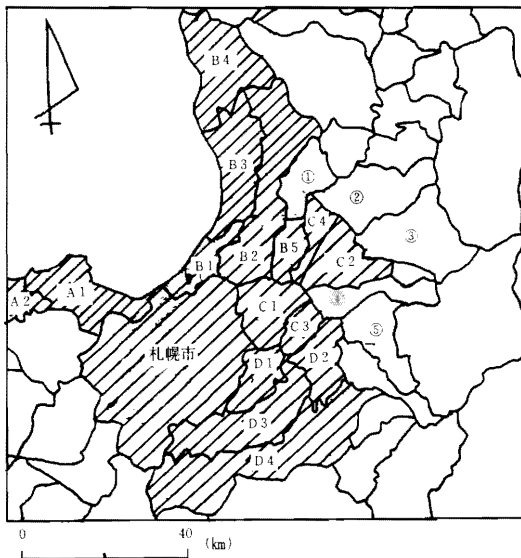 B4
B3
①
②
C4
③
B5
B2
C2
B1
A1
A2
C1
④
C3
⑤
札幌市
D1
D2
D3
D4
0 40 (km)